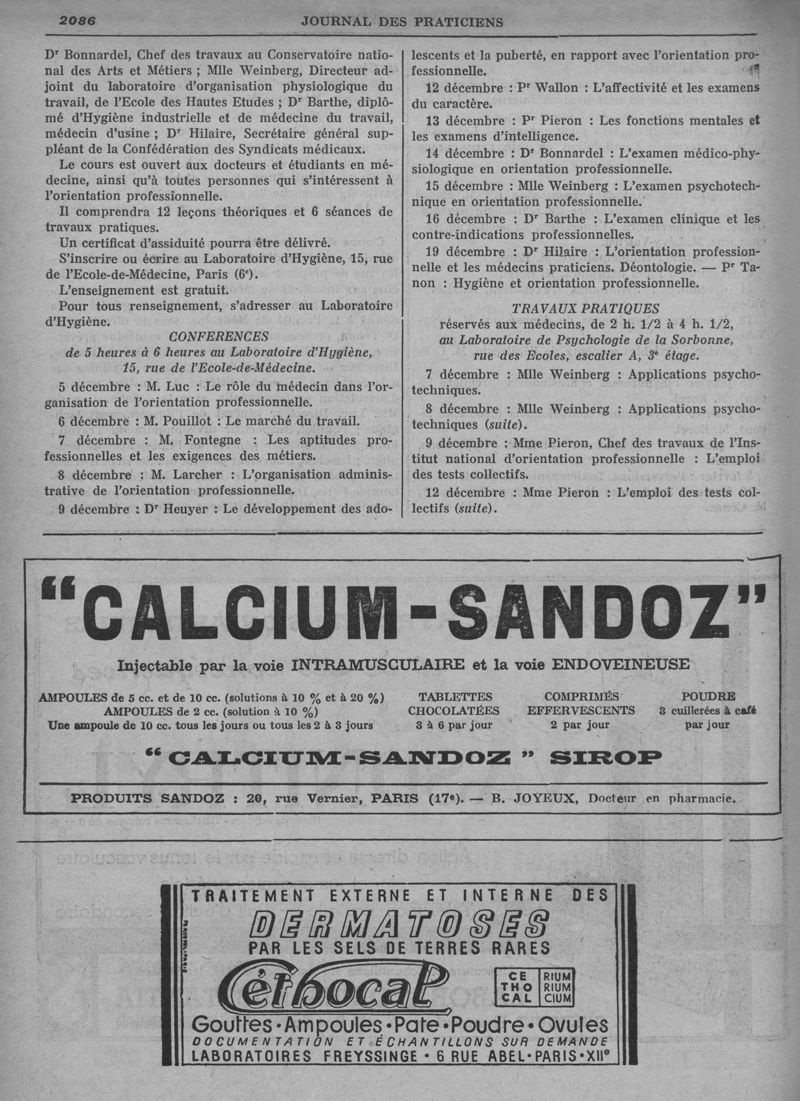 2086
JOURNAL DES PRATICIENS
Dr Bonnardel, Chef des travaux au Conservatoire natio-
nal des Arts et Métiers ; Mlle Weinberg, Directeur ad-
joint du laboratoire d'organisation physiologique du
travail, de l'Ecole des Hautes Etudes ; Dr Barthe, diplô-
mé d'Hygiène industrielle et de médecine du travail,
médecin d'usine ; Dr Hilaire, Secrétaire général sup-
pléant de la Confédération des Syndicats médicaux.
Le cours est ouvert aux docteurs et étudiants en mé-
decine, ainsi qu'à toutes personnes qui s'intéressent à
l'orientation professionnelle.
Il comprendra 12 leçons théoriques et 6 séances de
travaux pratiques.
Un certificat d'assiduité pourra être délivré.
S'inscrire ou écrire au Laboratoire d'Hygiène, 15, rue
de l'Ecole-de-Médecine, Paris (6e).
L'enseignement est gratuit.
Pour tous renseignement, s'adresser au Laboratoire
d'Hygiène.
CONFERENCES
de 5 heures à 6 heures au Laboratoire d'Hygiène,
15, rue de l'Ecole-de-Médecine.
5 décembre : M. Luc : Le rôle du médecin dans l'or-
ganisation de l'orientation professionnelle.
6 décembre : M. Pouillot : Le marché du travail.
7 décembre : M. Fontegne : Les aptitudes pro-
fessionnelles et les exigences des métiers.
8 décembre : M. Larcher : L'organisation adminis-
trative de l'orientation professionnelle.
9 décembre : Dr Heuyer : Le développement des ado-
lescents et la puberté, en rapport avec l'orientation pro-
fessionnelle.
12 décembre : Pr Wallon : L'affectivité et les examens
du caractère.
13 décembre : Pr Pieron : Les fonctions mentales et
les examens d'intelligence.
14 décembre : Dr Bonnardel : L'examen médico-phy-
siologique en orientation professionnelle.
15 décembre : Mlle Weinberg : L'examen psychotech-
nique en orientation professionnelle.
16 décembre : Dr Barthe : L'examen clinique et les
contre-indications professionnelles.
19 décembre : Dr Hilaire : L'orientation profession-
nelle et les médecins praticiens. Déontologie. — Pr Ta-
non : Hygiène et orientation professionnelle.
TRAVAUX PRATIQUES
réservés aux médecins, de 2 h. 1/2 à 4 h. 1/2,
au Laboratoire de Psychologie de la Sorbonne,
rue des Ecoles, escalier A, 3e étage.
7 décembre : Mlle Weinberg : Applications psycho-
techniques.
8 décembre : Mlle Weinberg : Applications psycho-
techniques (suite).
9 décembre : Mme Pieron, Chef des travaux de l'Ins-
titut national d'orientation professionnelle : L'emploi
des tests collectifs.
12 décembre : Mme Pieron : L'emploi des tests col-
lectifs (suite).
"CALCIUM-SANDOZ"
Injectable par la voie INTRAMUSCULAIRE et la voie ENDOVEINEUSE
AMPOULES de 5 cc. et de 10 cc. (solutions à 10 % et à 20 %)
AMPOULES de 2 cc. (solution à 10 %)
Une ampoule de 10 cc. tous les jours ou tous les 2 à 3 jours
TABLETTES
CHOCOLATÉES
3 à 6 par jour
COMPRIMÉS
EFFERVESCENTS
2 par jour
POUDRE
3 cuillerées à café
par jour
"CALCIUM-SANDOZ" SIROP
PRODUITS SANDOZ : 20, rue Vernier, PARIS (17e). — B. JOYEUX, Docteur en pharmacie.
TRAITEMENT EXTERNE ET INTERNE DES
DERMATOSES
PAR LES SELS DE TERRES RARES
Cethocal
CE RIUM
THO RIUM
CAL CIUM
Gouttes•Ampoules•Pate•Poudre•Ovules
DOCUMENTATION ET ÉCHANTILLONS SUR DEMANDE
LABORATOIRES FREYSSINGE • 6 RUE ABEL•PARIS•XIIe